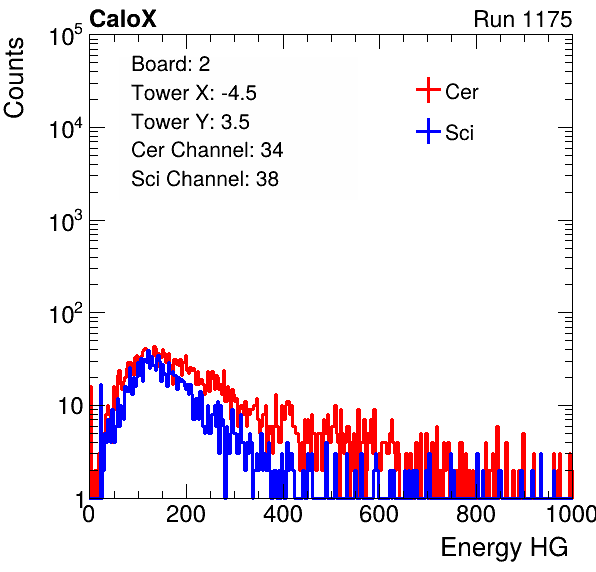 CaloX Run 1175
Counts
10^5
10^4
10^3
10^2
10
1
Board: 2
Tower X: -4.5
Tower Y: 3.5
Cer Channel: 34
Sci Channel: 38
Cer
Sci
0 200 400 600 800 1000
Energy HG